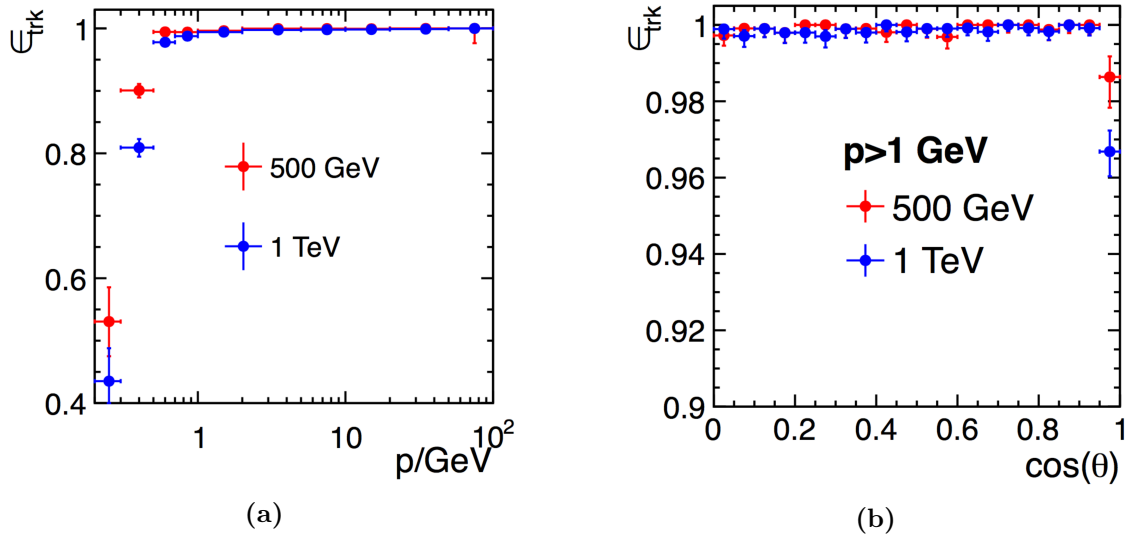 ϵtrk
1
0.8
0.6
0.4
500 GeV
1 TeV
1 10 10²
p/GeV
(a)
ϵtrk
1
0.98
0.96
0.94
0.92
0.9
p>1 GeV
500 GeV
1 TeV
0 0.2 0.4 0.6 0.8 1
cos(θ)
(b)